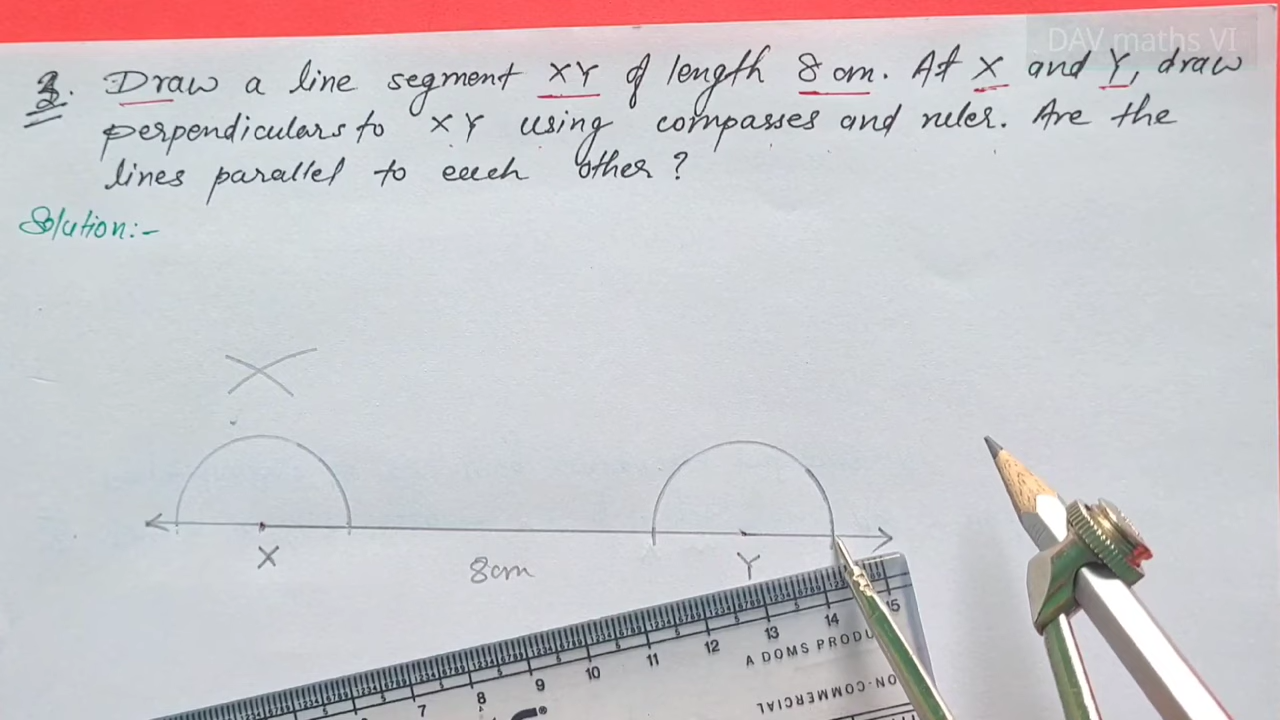 DAV maths VI
3. Draw a line segment XY of length 8 cm. At X and Y, draw
perpendiculars to XY using compasses and ruler. Are the
lines parallel to each other?
Solution:-
X
8cm
Y
7 8 9 10 11 12 13 14 15
ADOMS PRODU
NON-COMMERCIAL